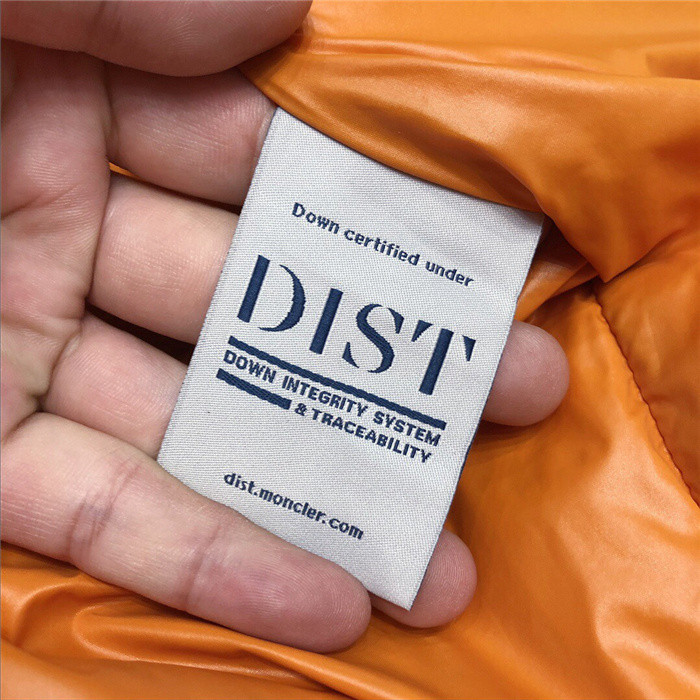 Down certified under
DIST
DOWN INTEGRITY SYSTEM
& TRACEABILITY
dist.moncler.com